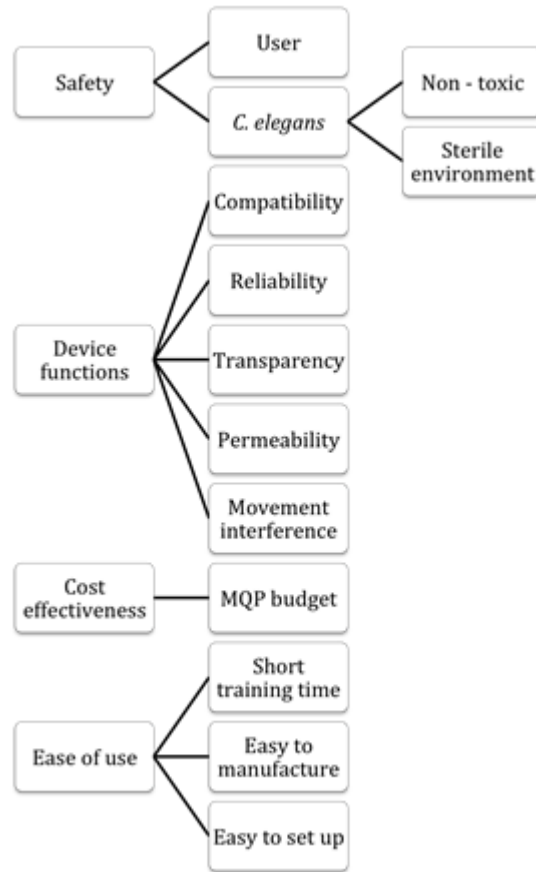 Safety
User
C. elegans
Non - toxic
Sterile
environment
Device
functions
Compatibility
Reliability
Transparency
Permeability
Movement
interference
Cost
effectiveness
MQP budget
Ease of use
Short
training time
Easy to
manufacture
Easy to set up